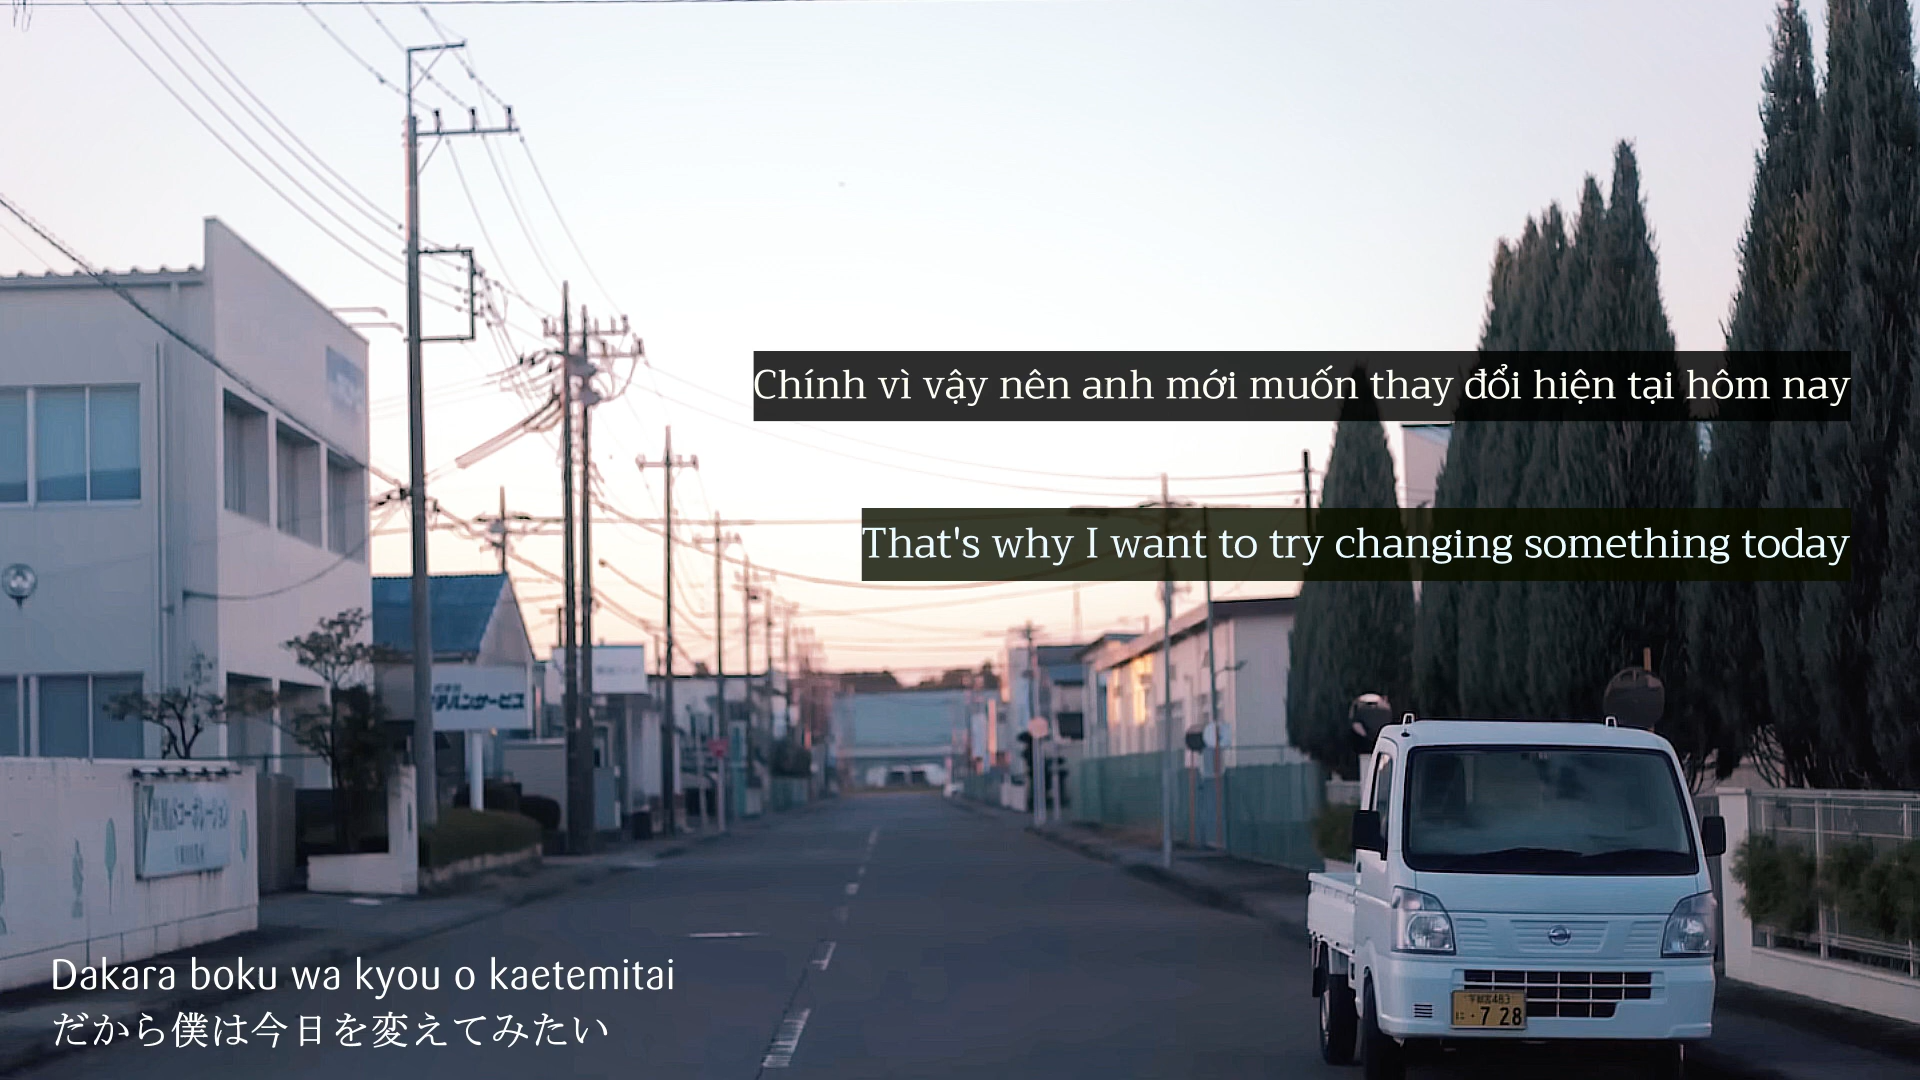 Chính vì vậy nên anh mới muốn thay đổi hiện tại hôm nay
That's why I want to try changing something today
Dakara boku wa kyou o kaetemitai
だから僕は今日を変えてみたい
7 28